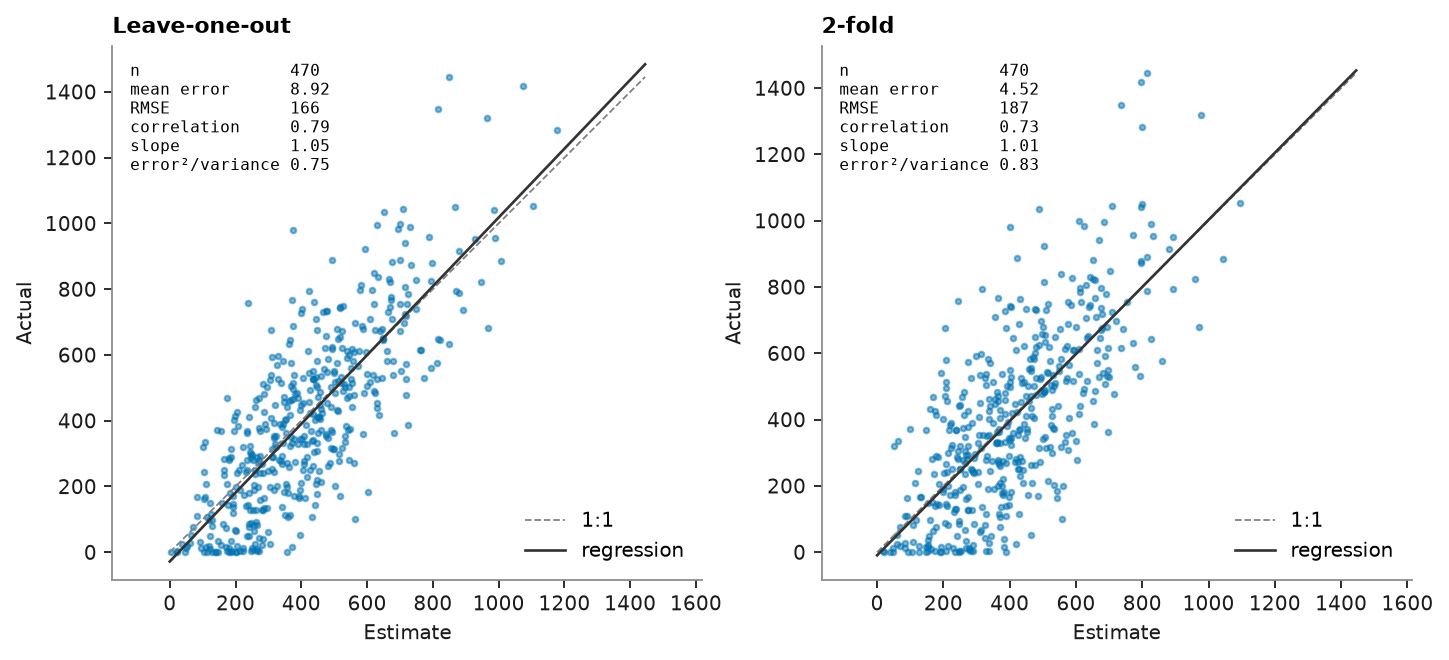 Leave-one-out
n 470
mean error 8.92
RMSE 166
correlation 0.79
slope 1.05
error²/variance 0.75
1400
1200
1000
800
600
400
200
0
Actual
0 200 400 600 800 1000 1200 1400 1600
Estimate
1:1
regression
2-fold
n 470
mean error 4.52
RMSE 187
correlation 0.73
slope 1.01
error²/variance 0.83
1400
1200
1000
800
600
400
200
0
Actual
0 200 400 600 800 1000 1200 1400 1600
Estimate
1:1
regression